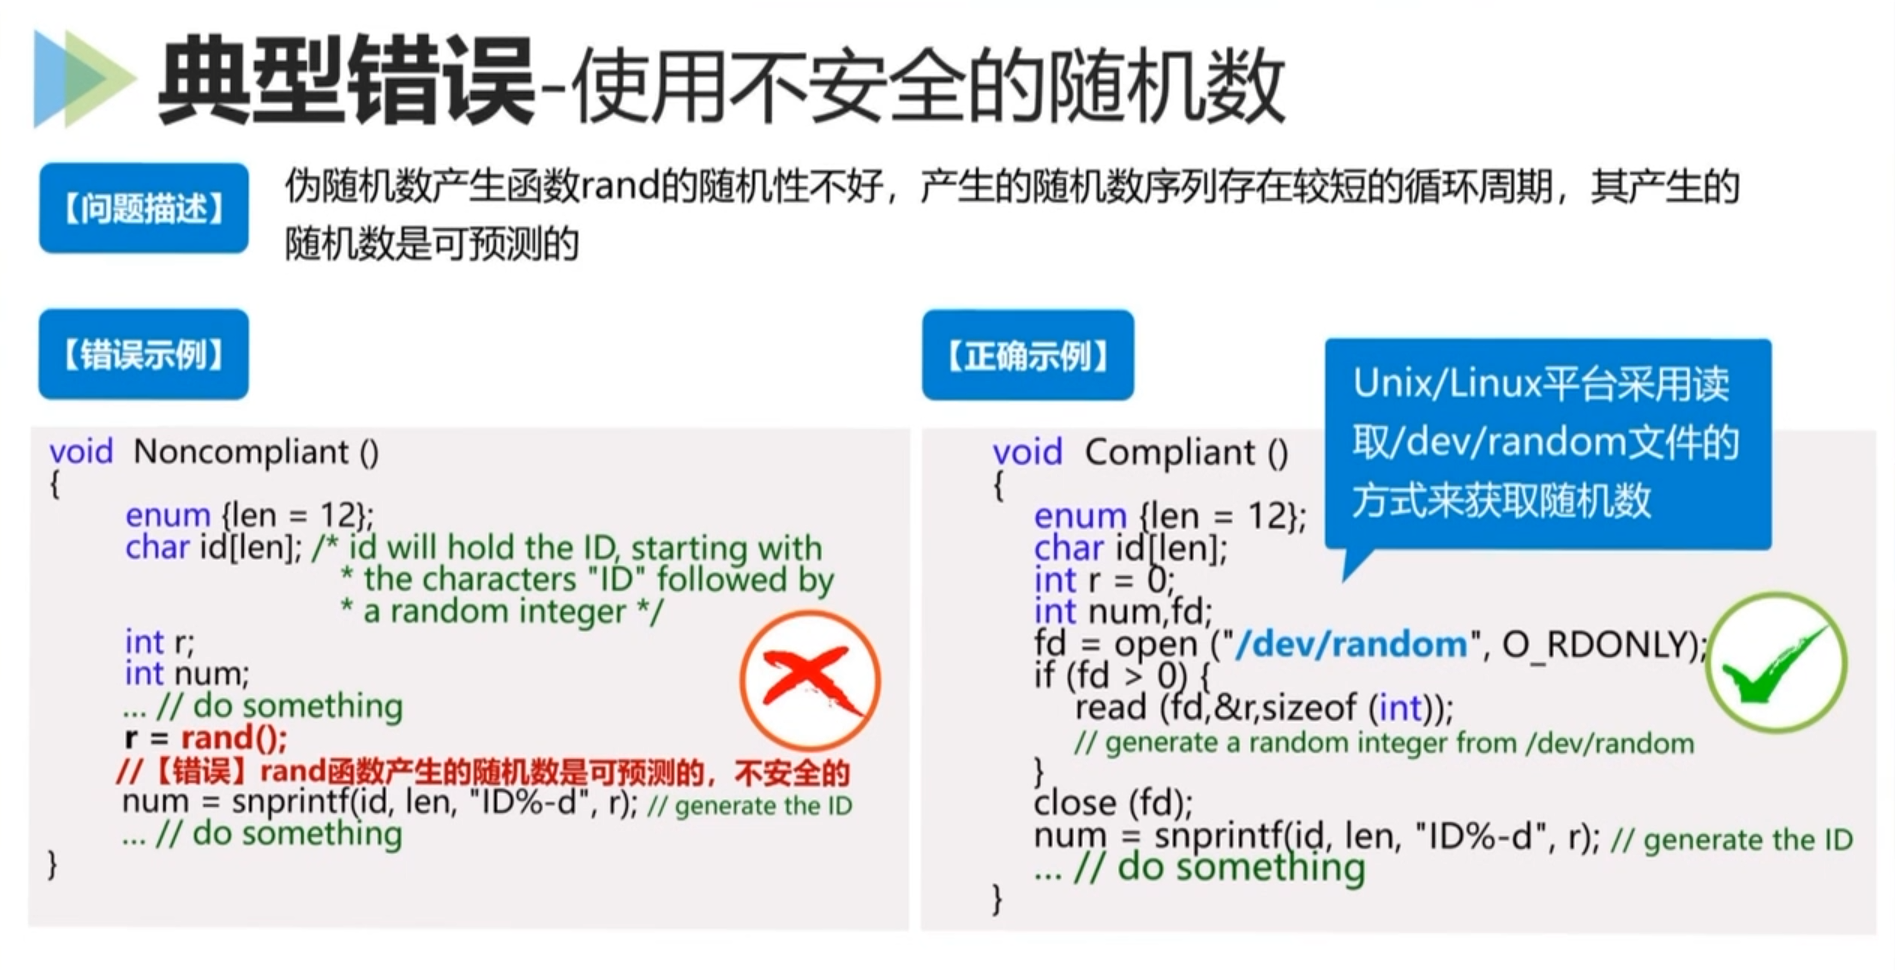 典型错误-使用不安全的随机数
【问题描述】
伪随机数产生函数rand的随机性不好，产生的随机数序列存在较短的循环周期，其产生的
随机数是可预测的
【错误示例】
void Noncompliant ()
{
enum {len = 12};
char id[len]; /* id will hold the ID, starting with
* the characters "ID" followed by
* a random integer */
int r;
int num;
... // do something
r = rand();
//【错误】rand函数产生的随机数是可预测的，不安全的
num = snprintf(id, len, "ID%-d", r); // generate the ID
... // do something
}
【正确示例】
Unix/Linux平台采用读
取/dev/random文件的
方式来获取随机数
void Compliant ()
{
enum {len = 12};
char id[len];
int r = 0;
int num,fd;
fd = open ("/dev/random", O_RDONLY);
if (fd > 0) {
read (fd,&r,sizeof (int));
// generate a random integer from /dev/random
}
close (fd);
num = snprintf(id, len, "ID%-d", r); // generate the ID
... // do something
}